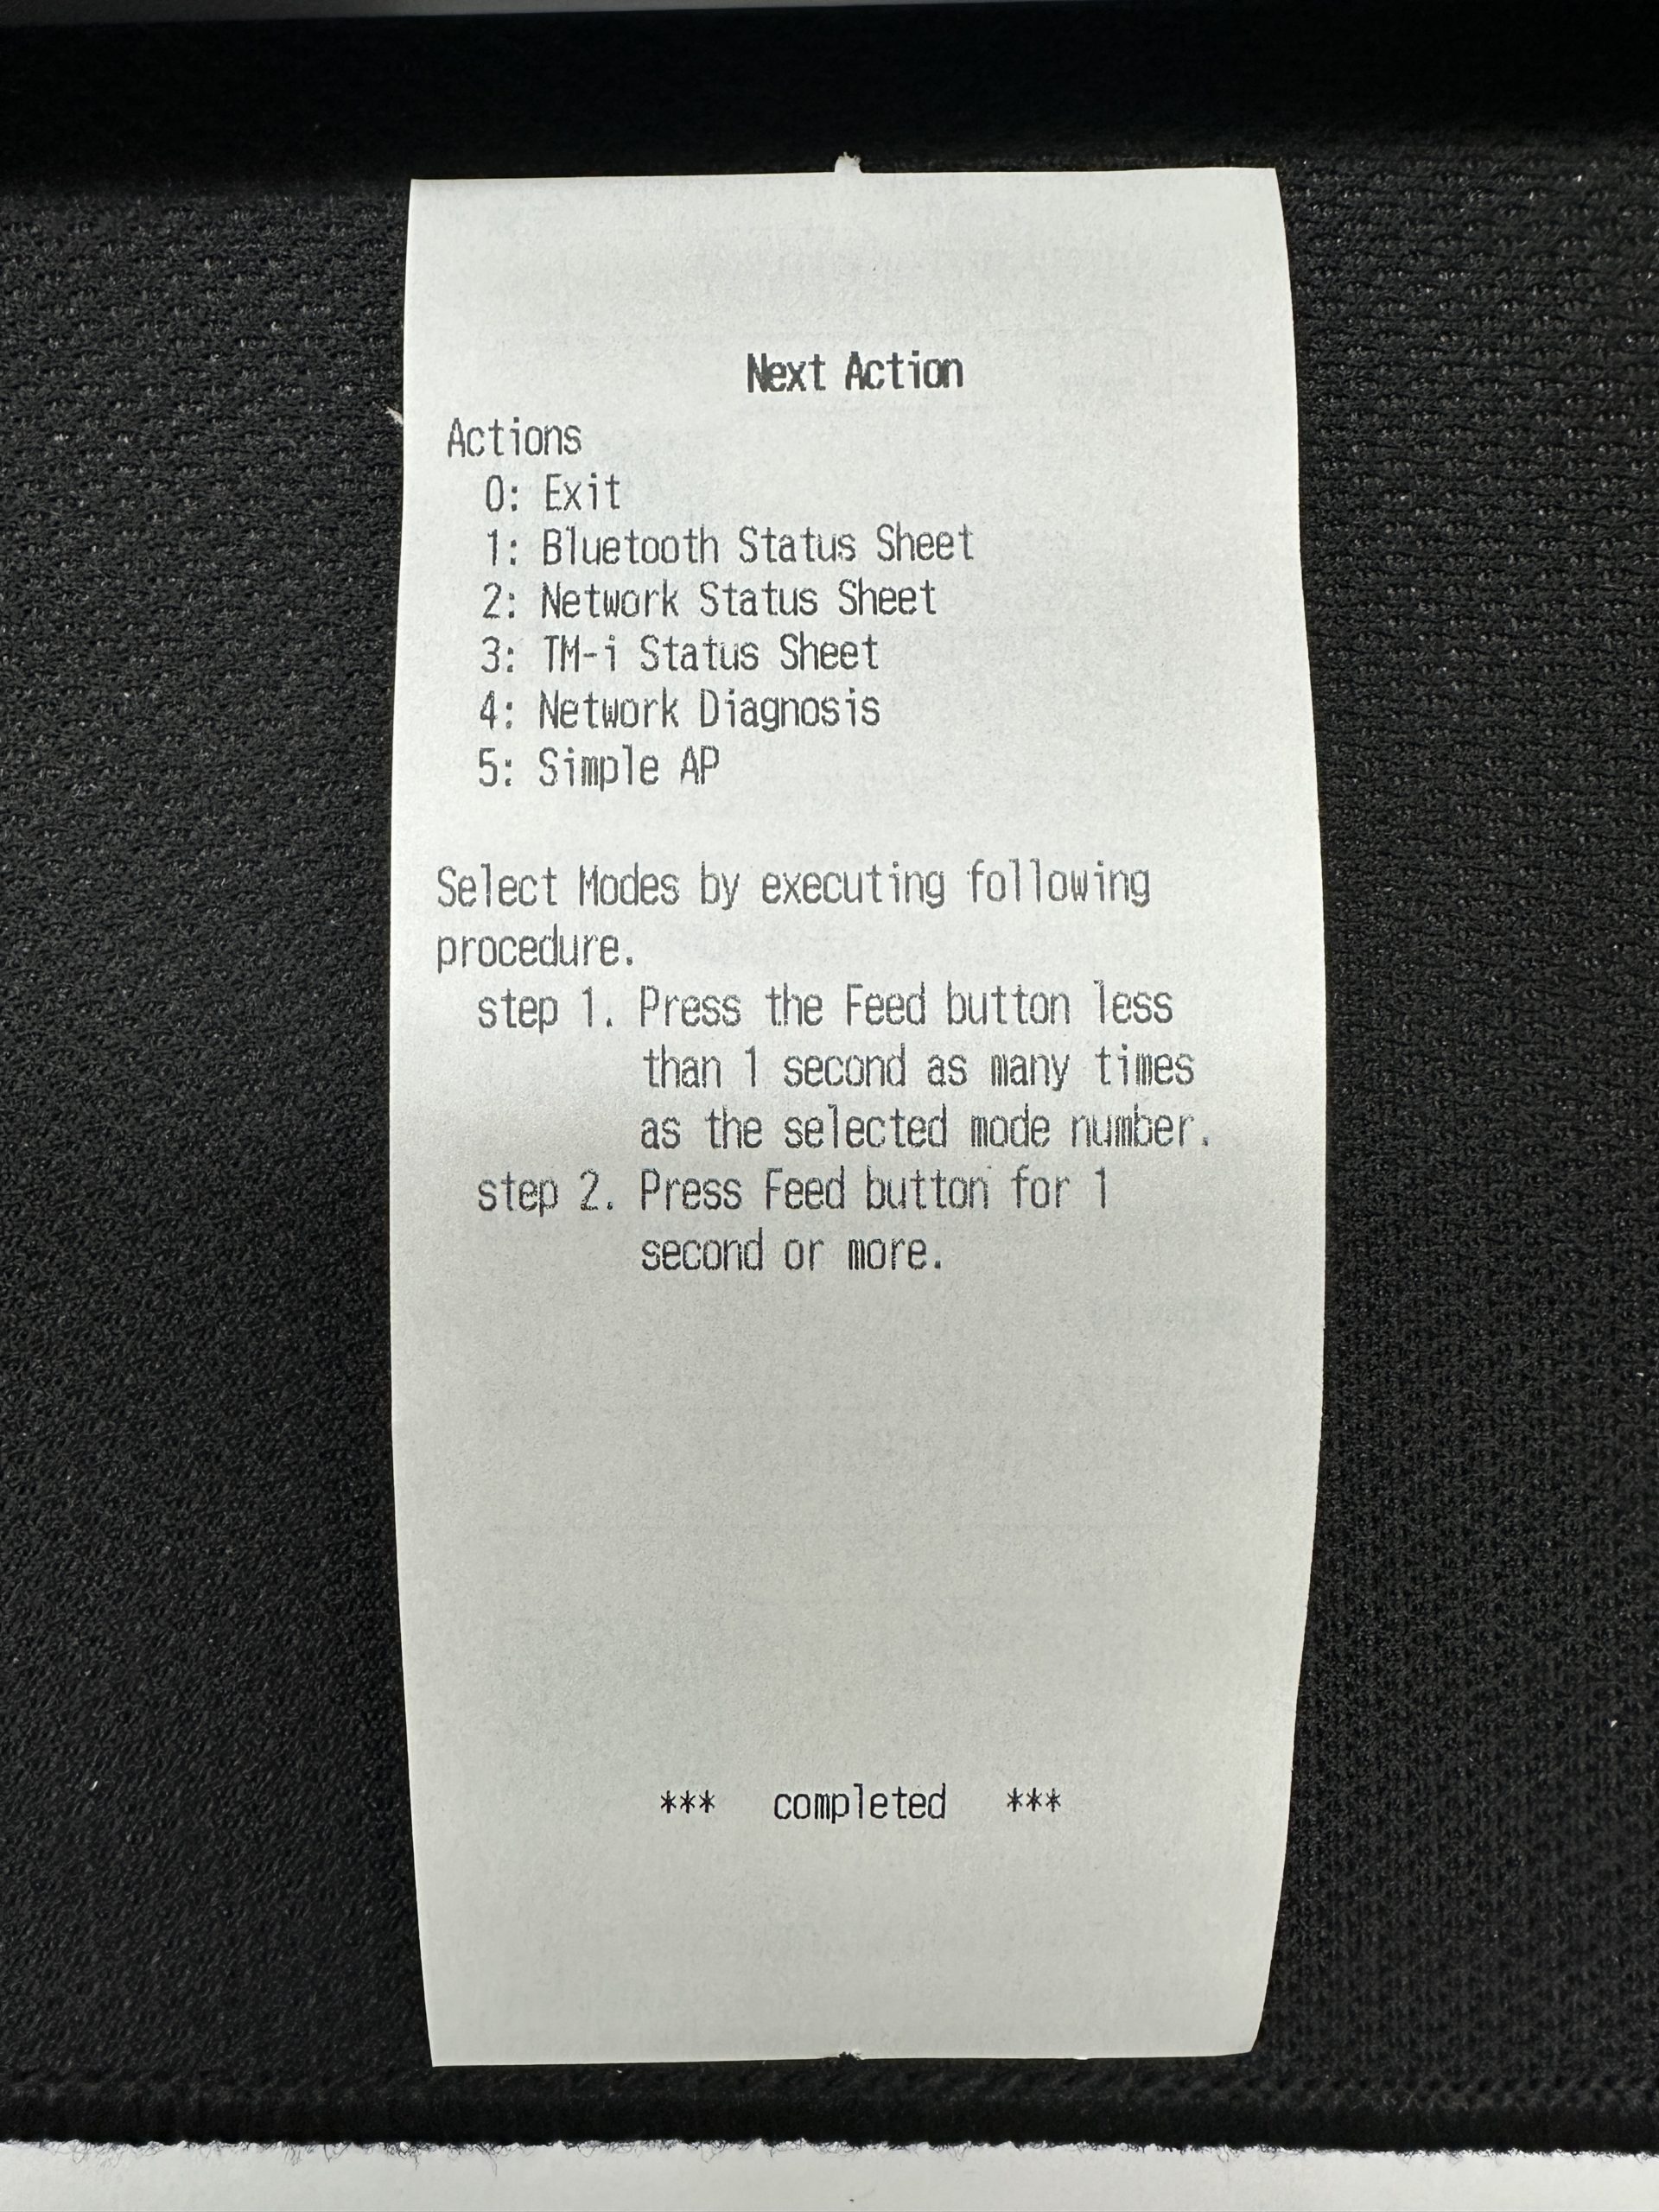 Next Action
Actions
0: Exit
1: Bluetooth Status Sheet
2: Network Status Sheet
3: TM-i Status Sheet
4: Network Diagnosis
5: Simple AP
Select Modes by executing following
procedure.
step 1. Press the Feed button less
than 1 second as many times
as the selected mode number.
step 2. Press Feed button for 1
second or more.
*** completed ***